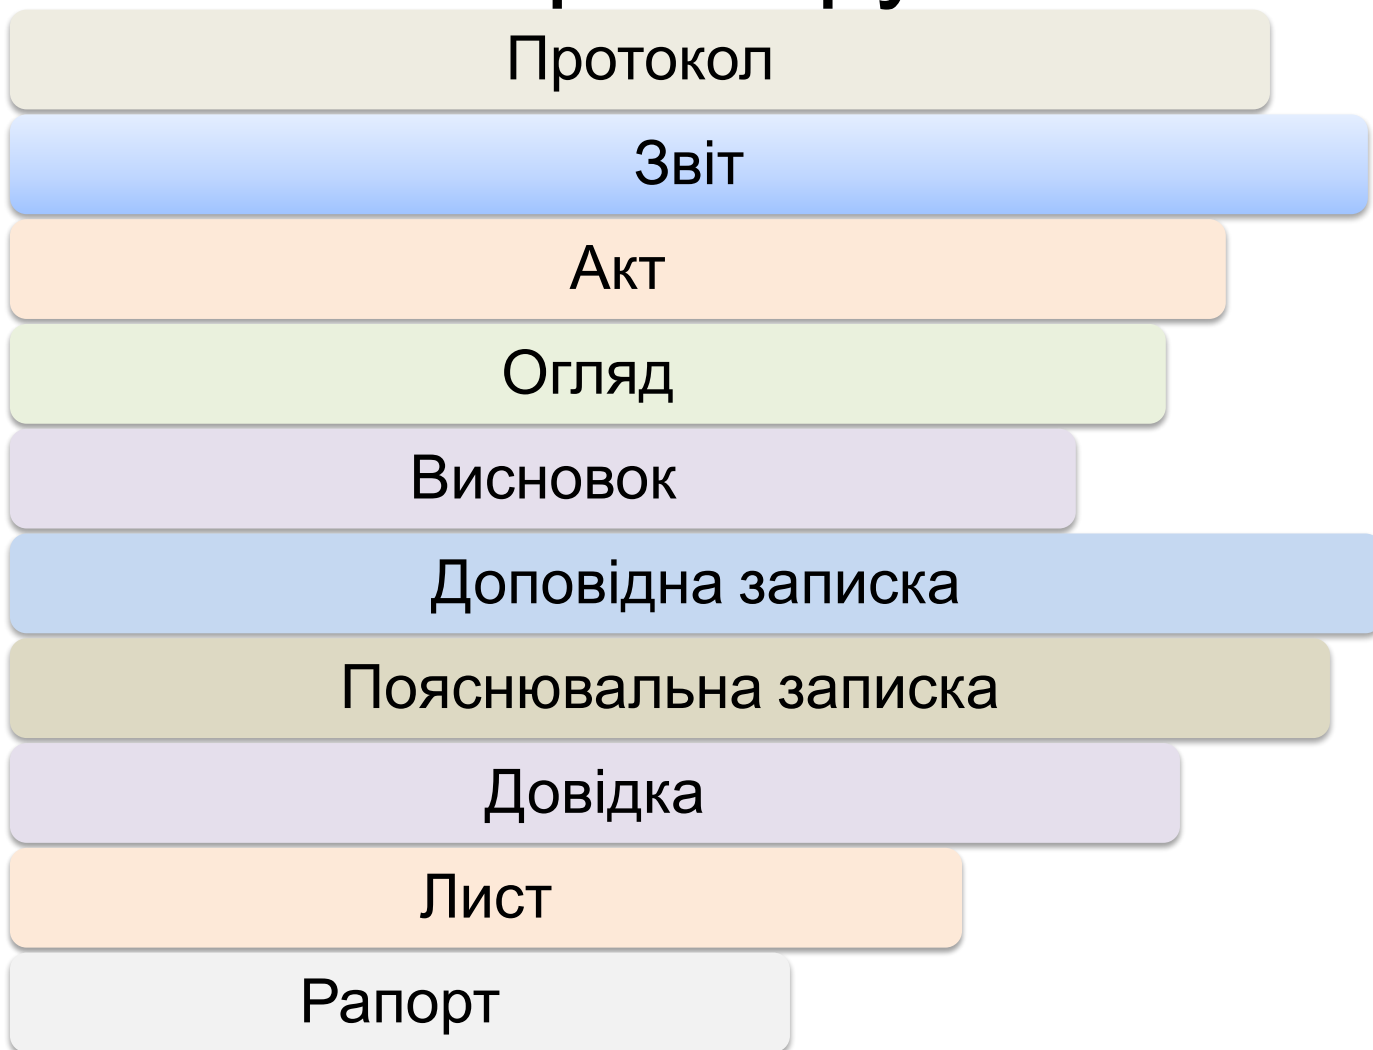 Протокол
Звіт
Акт
Огляд
Висновок
Доповідна записка
Пояснювальна записка
Довідка
Лист
Рапорт